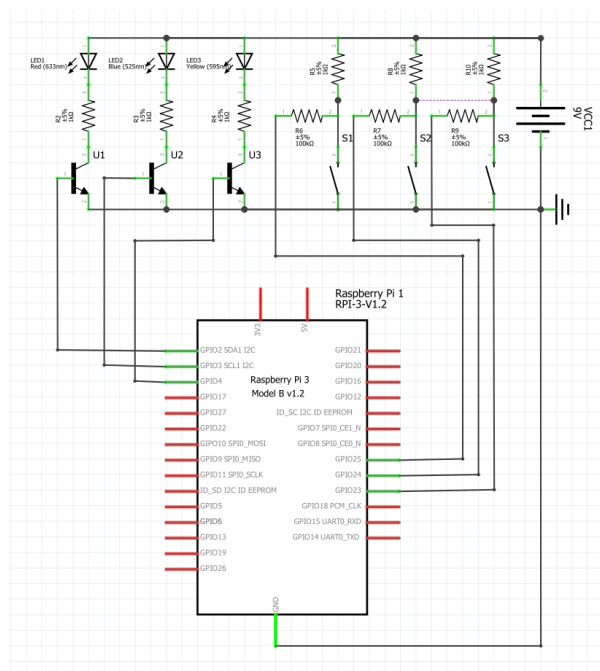 LED1
Red (633nm)
LED2
Blue (525nm)
LED3
Yellow (595nm)
R2
±5%
1kΩ
R3
±5%
1kΩ
R4
±5%
1kΩ
R5
±5%
1kΩ
R8
±5%
1kΩ
R10
±5%
1kΩ
R6
±5%
100kΩ
R7
±5%
100kΩ
R9
±5%
100kΩ
S1
S2
S3
VCC1
9V
U1
U2
U3
Raspberry Pi 1
RPI-3-V1.2
3V3
5V
GPIO2 SDA1 I2C
GPIO3 SCL1 I2C
GPIO4
GPIO17
GPIO27
GPIO22
GIPO10 SPI0_MOSI
GPIO9 SPI0_MISO
GPIO11 SPI0_SCLK
ID_SD I2C ID EEPROM
GPIO5
GPIO6
GPIO13
GPIO19
GPIO26
Raspberry Pi 3
Model B v1.2
GPIO21
GPIO20
GPIO16
GPIO12
ID_SC I2C ID EEPROM
GPIO7 SPI0_CE1_N
GPIO8 SPI0_CE0_N
GPIO25
GPIO24
GPIO23
GPIO18 PCM_CLK
GPIO15 UART0_RXD
GPIO14 UART0_TXD
GND